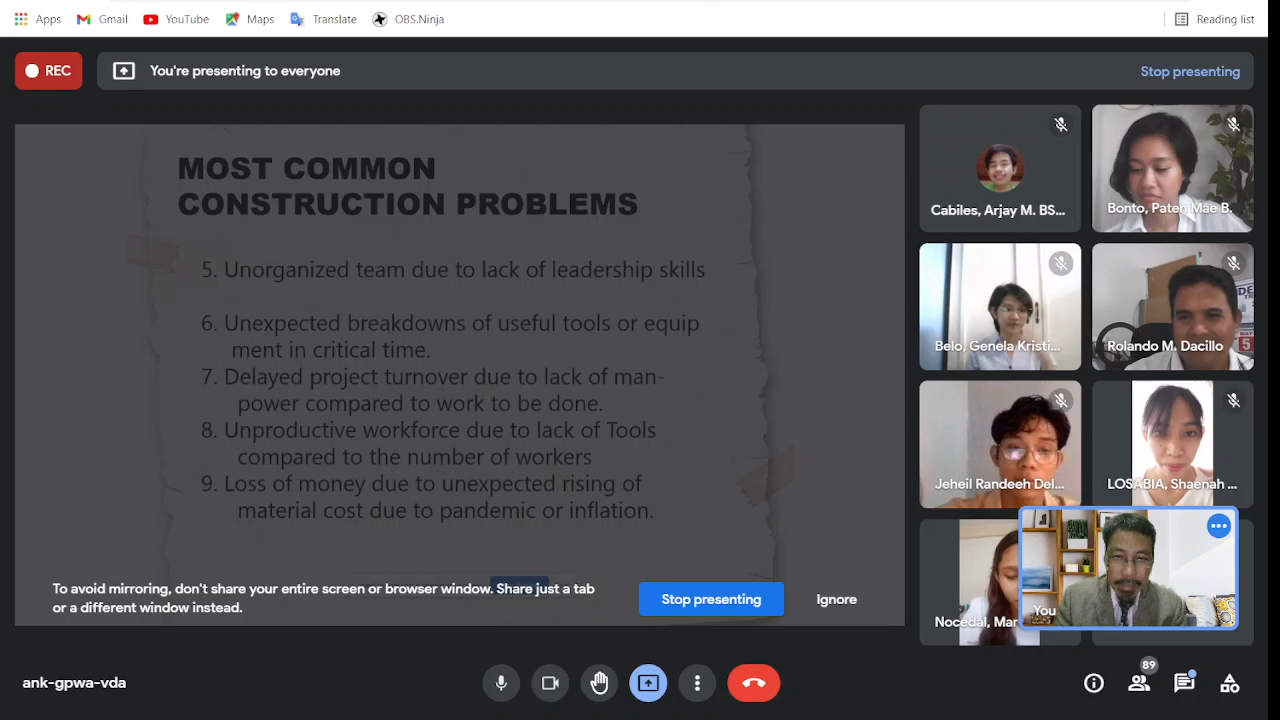 Apps Gmail YouTube Maps Translate OBS.Ninja Reading list
REC You're presenting to everyone Stop presenting
MOST COMMON
CONSTRUCTION PROBLEMS
5. Unorganized team due to lack of leadership skills
6. Unexpected breakdowns of useful tools or equip
ment in critical time.
7. Delayed project turnover due to lack of man-
power compared to work to be done.
8. Unproductive workforce due to lack of Tools
compared to the number of workers
9. Loss of money due to unexpected rising of
material cost due to pandemic or inflation.
To avoid mirroring, don't share your entire screen or browser window. Share just a tab
or a different window instead.
Stop presenting Ignore
Cabiles, Arjay M. BS...
Bonto, Pater Mae B.
Belo, Genela Kristi...
Rolando M. Dacillo
Jeheil Randeeh Del...
LOSABIA, Shaenah ...
Nocedal, Mar
You
ank-gpwa-vda
89